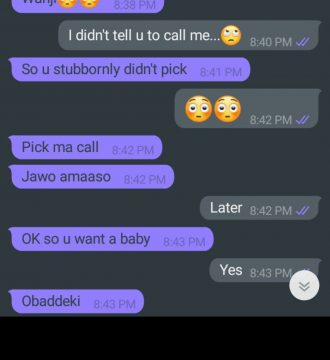 Wanji😳😳 8:38 PM
I didn't tell u to call me...🙄 8:40 PM
So u stubbornly didn't pick 8:41 PM
😳😳 8:42 PM
Pick ma call 8:42 PM
Jawo amaaso 8:42 PM
Later 8:42 PM
OK so u want a baby 8:43 PM
Yes 8:43 PM
Obaddeki 8:43 PM